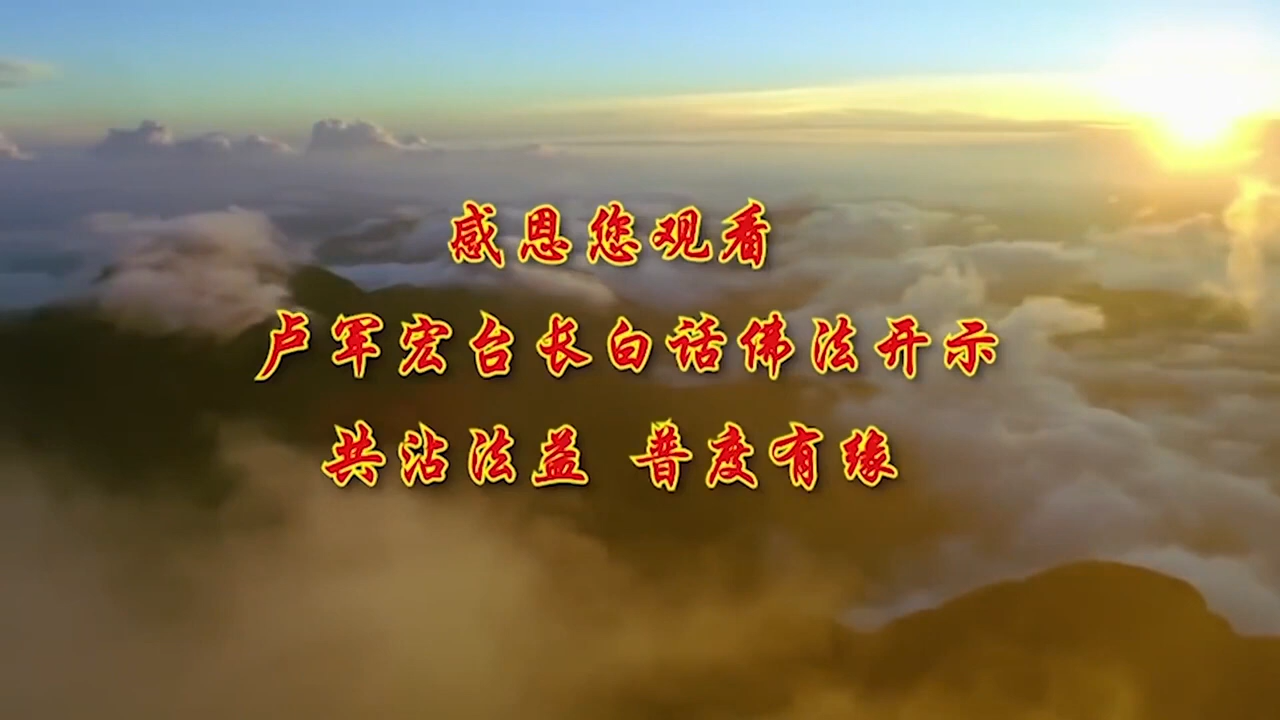 感恩您观看
卢军宏台长白话佛法开示
共沾法益 普度有缘